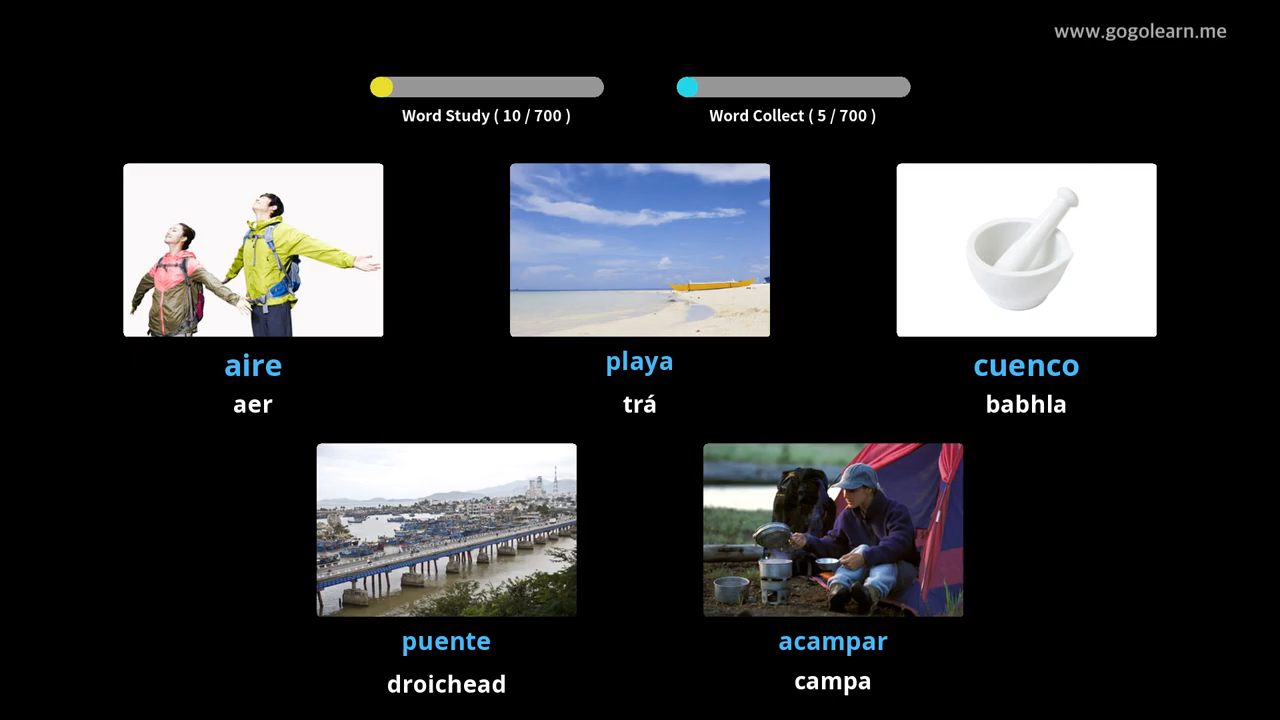 www.gogolearn.me
Word Study ( 10 / 700 )
Word Collect ( 5 / 700 )
aire
aer
playa
trá
cuenco
babhla
puente
droichead
acampar
campa